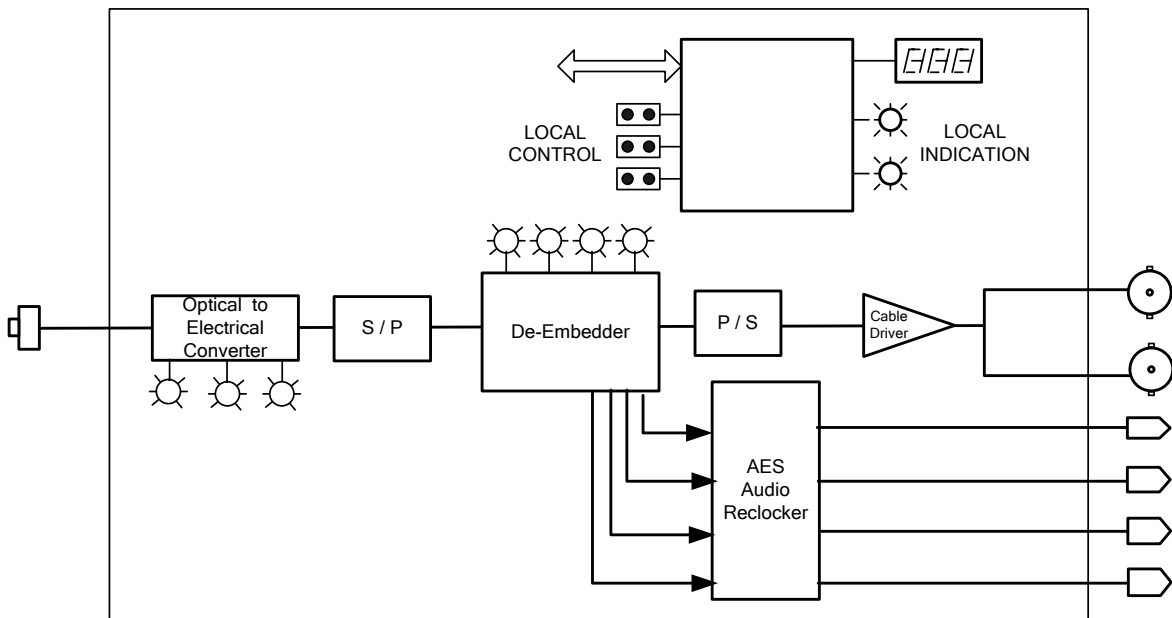 LOCAL
CONTROL
LOCAL
INDICATION
Optical to
Electrical
Converter
S / P
De-Embedder
P / S
Cable
Driver
AES
Audio
Reclocker